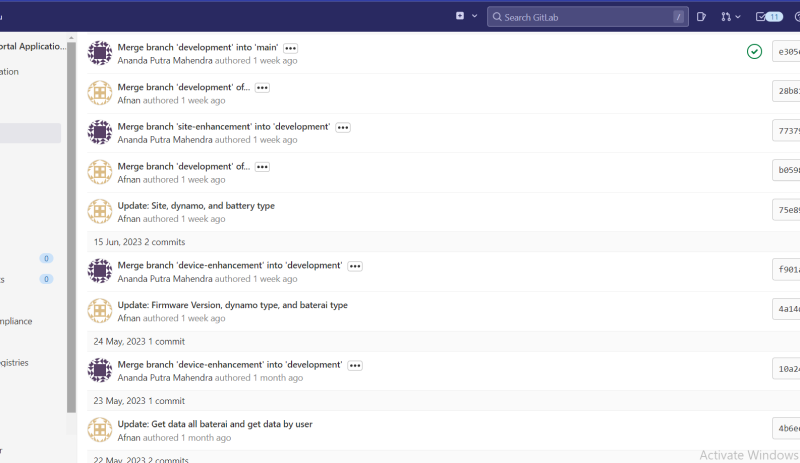 Search GitLab /
11
ortal Applicatio...
ation
Merge branch 'development' into 'main'
Ananda Putra Mahendra authored 1 week ago
e305
Merge branch 'development' of...
Afnan authored 1 week ago
28b8
Merge branch 'site-enhancement' into 'development'
Ananda Putra Mahendra authored 1 week ago
7737
Merge branch 'development' of...
Afnan authored 1 week ago
b059
Update: Site, dynamo, and battery type
Afnan authored 1 week ago
75e8
15 Jun, 2023 2 commits
0
Merge branch 'device-enhancement' into 'development'
Ananda Putra Mahendra authored 1 week ago
f901
ts 0
Update: Firmware Version, dynamo type, and baterai type
Afnan authored 1 week ago
4a14
mpliance
24 May, 2023 1 commit
egistries
Merge branch 'device-enhancement' into 'development'
Ananda Putra Mahendra authored 1 month ago
10a2
23 May, 2023 1 commit
Update: Get data all baterai and get data by user
Afnan authored 1 month ago
4b6e
r
22 May, 2023 2 commits
Activate Windows